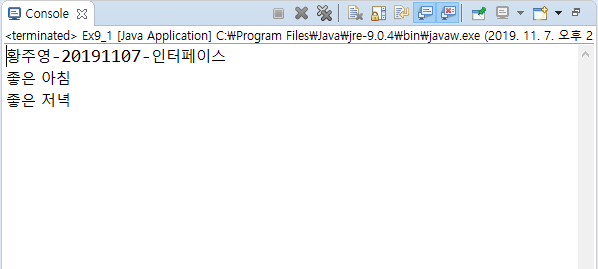 Console
<terminated> Ex9_1 [Java Application] C:₩Program Files₩Java₩jre-9.0.4₩bin₩javaw.exe (2019. 11. 7. 오후 2
황주영-20191107-인터페이스
좋은 아침
좋은 저녁